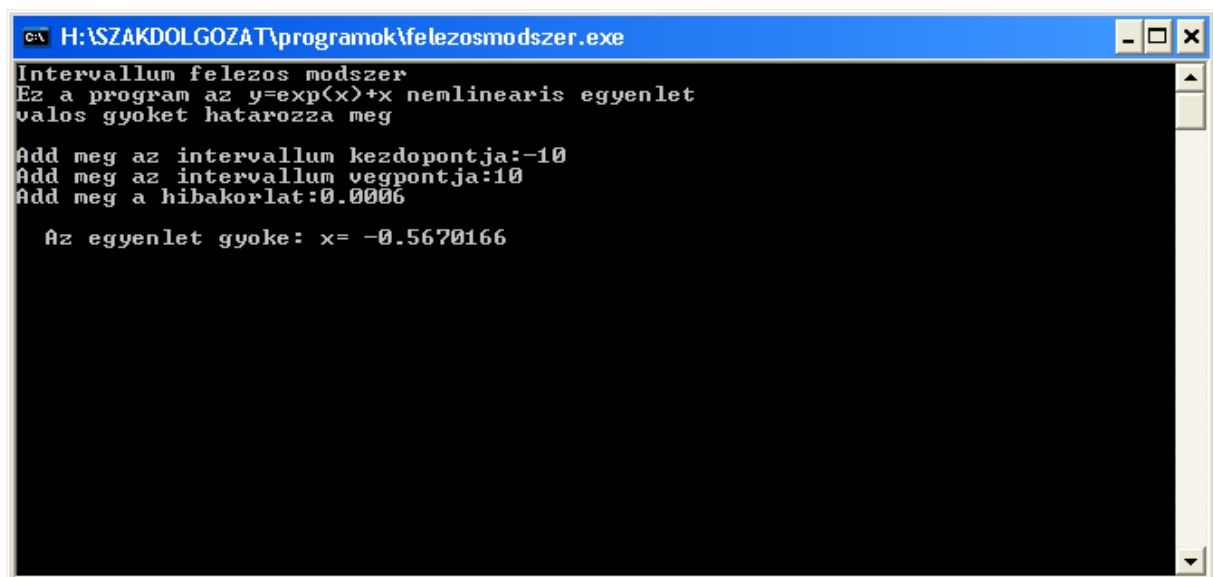 H:\SZAKDOLGOZAT\programok\felezosmodszer.exe
Intervallum felezos modszer
Ez a program az y=exp(x)+x nemlinearis egyenlet
valos gyoket hatarozza meg
Add meg az intervallum kezdopontja:-10
Add meg az intervallum vegpontja:10
Add meg a hibakorlat:0.0006
Az egyenlet gyoke: x= -0.5670166